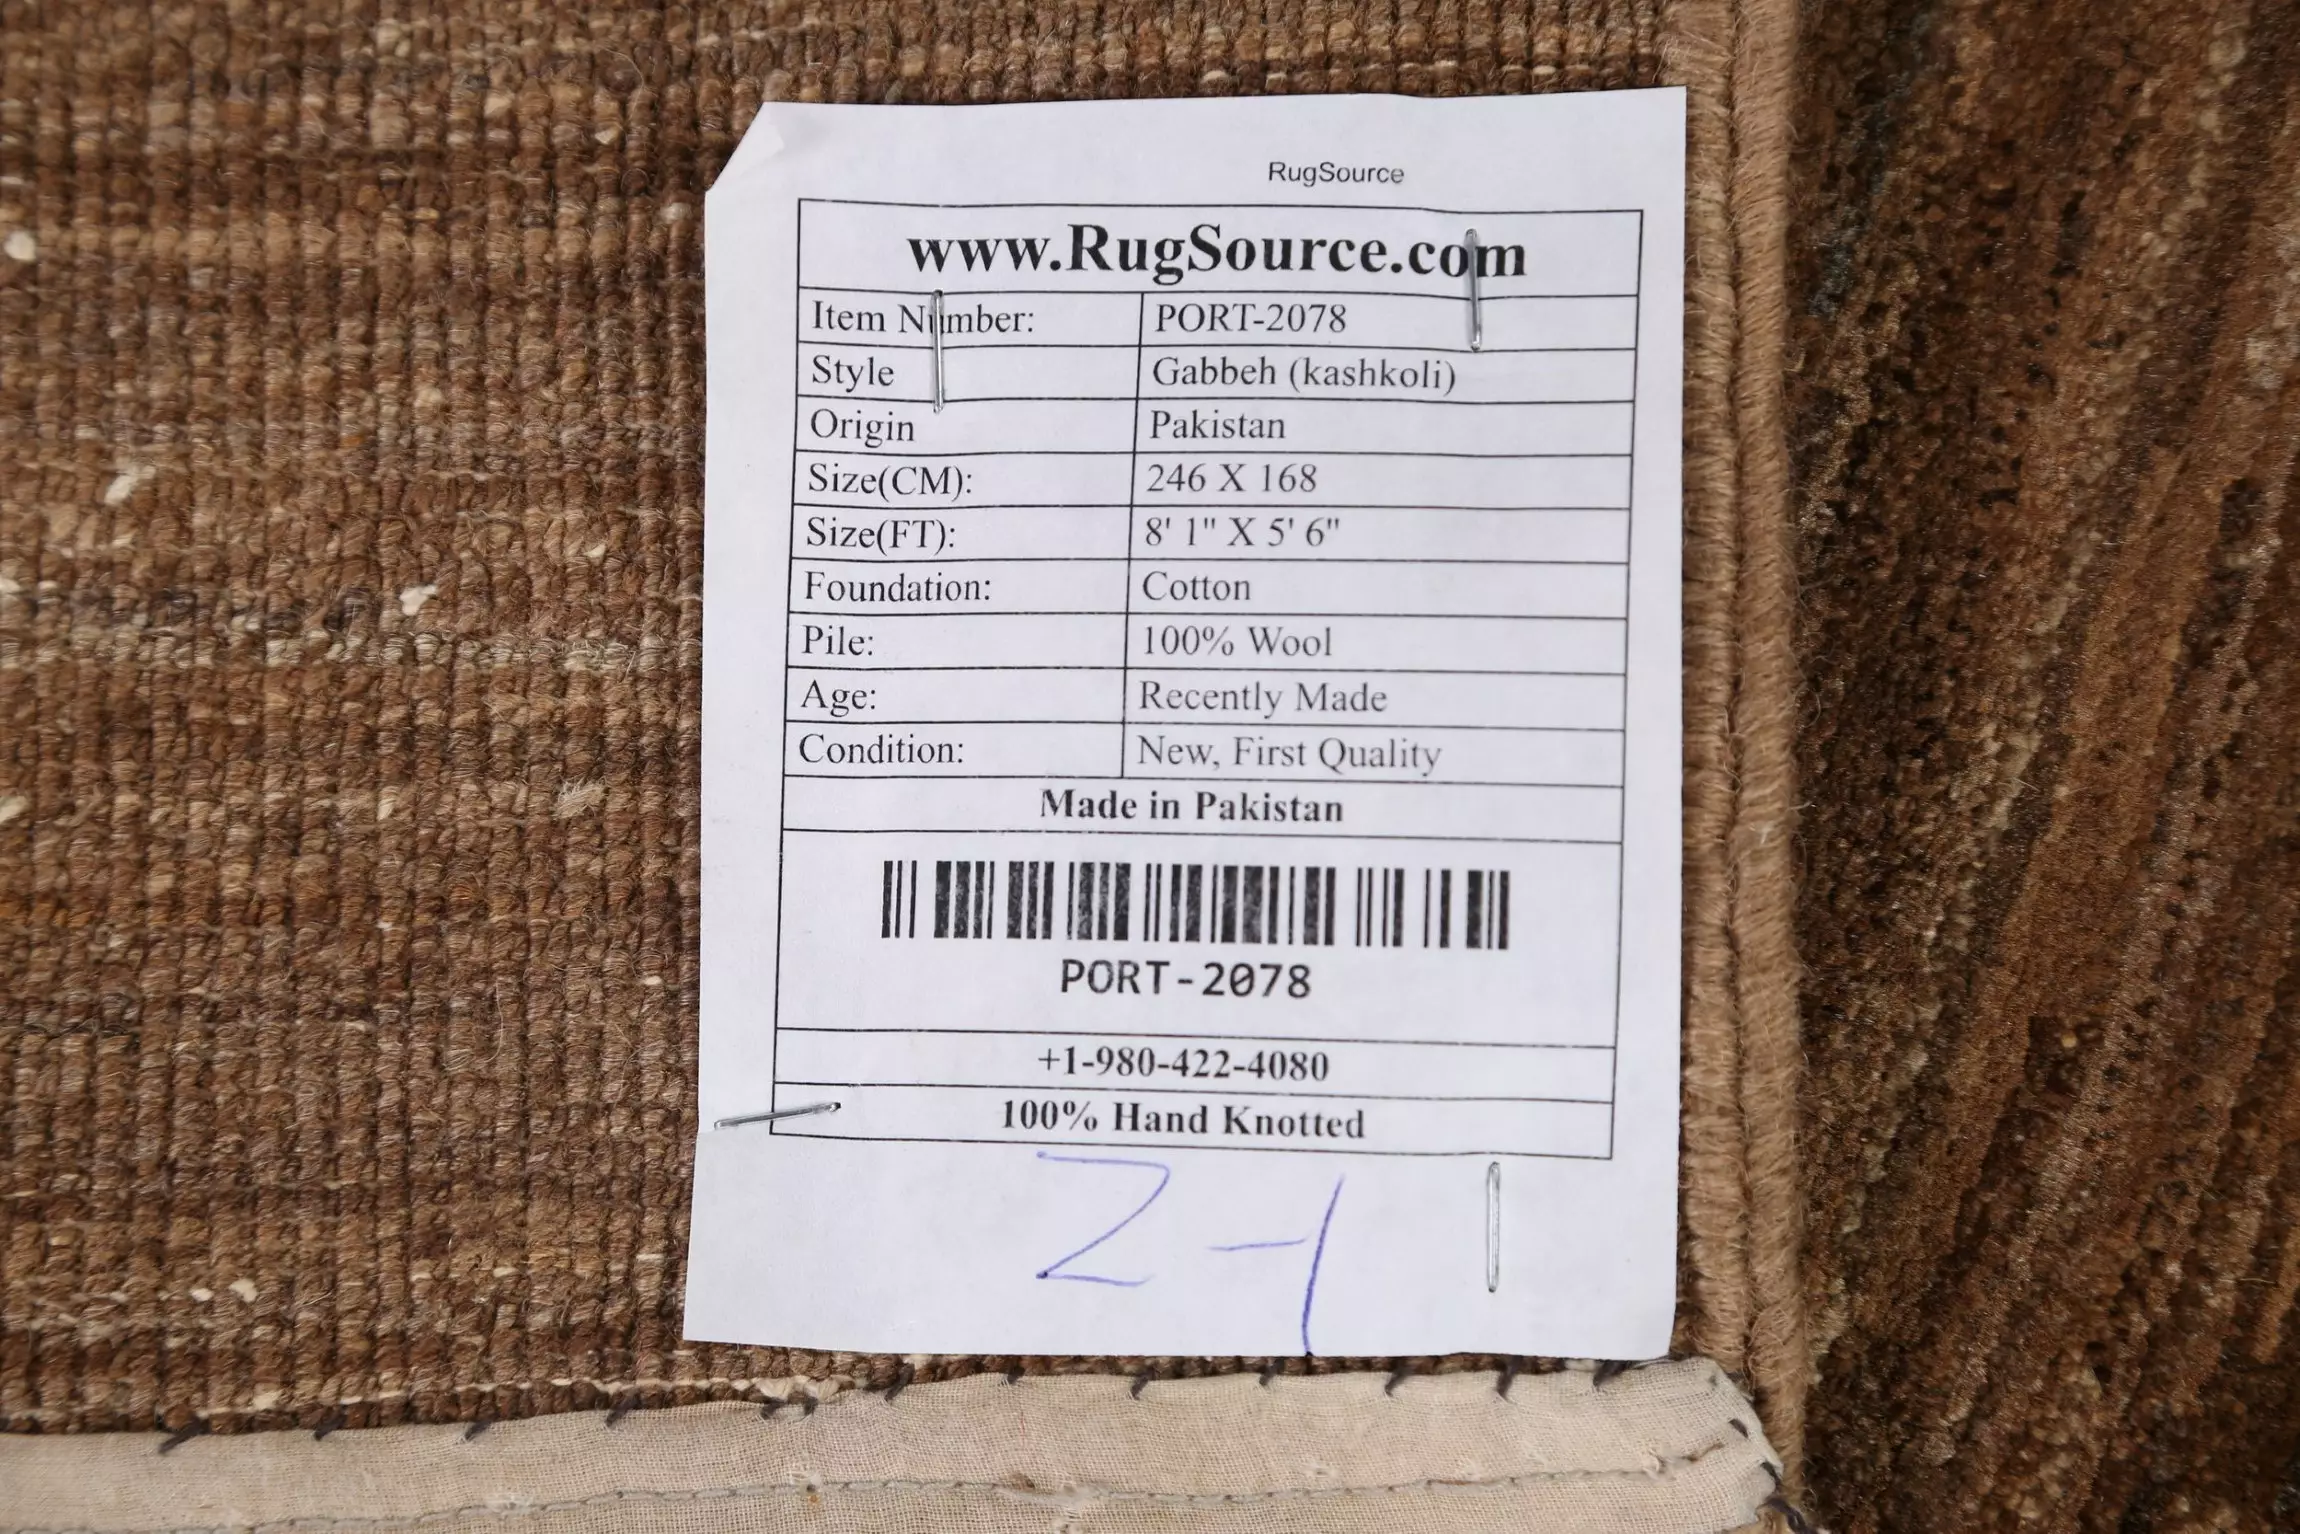 RugSource
www.RugSource.com
Item Number: PORT-2078
Style Gabbeh (kashkoli)
Origin Pakistan
Size(CM): 246 X 168
Size(FT): 8' 1" X 5' 6"
Foundation: Cotton
Pile: 100% Wool
Age: Recently Made
Condition: New, First Quality
Made in Pakistan
PORT-2078
+1-980-422-4080
100% Hand Knotted
Z-1